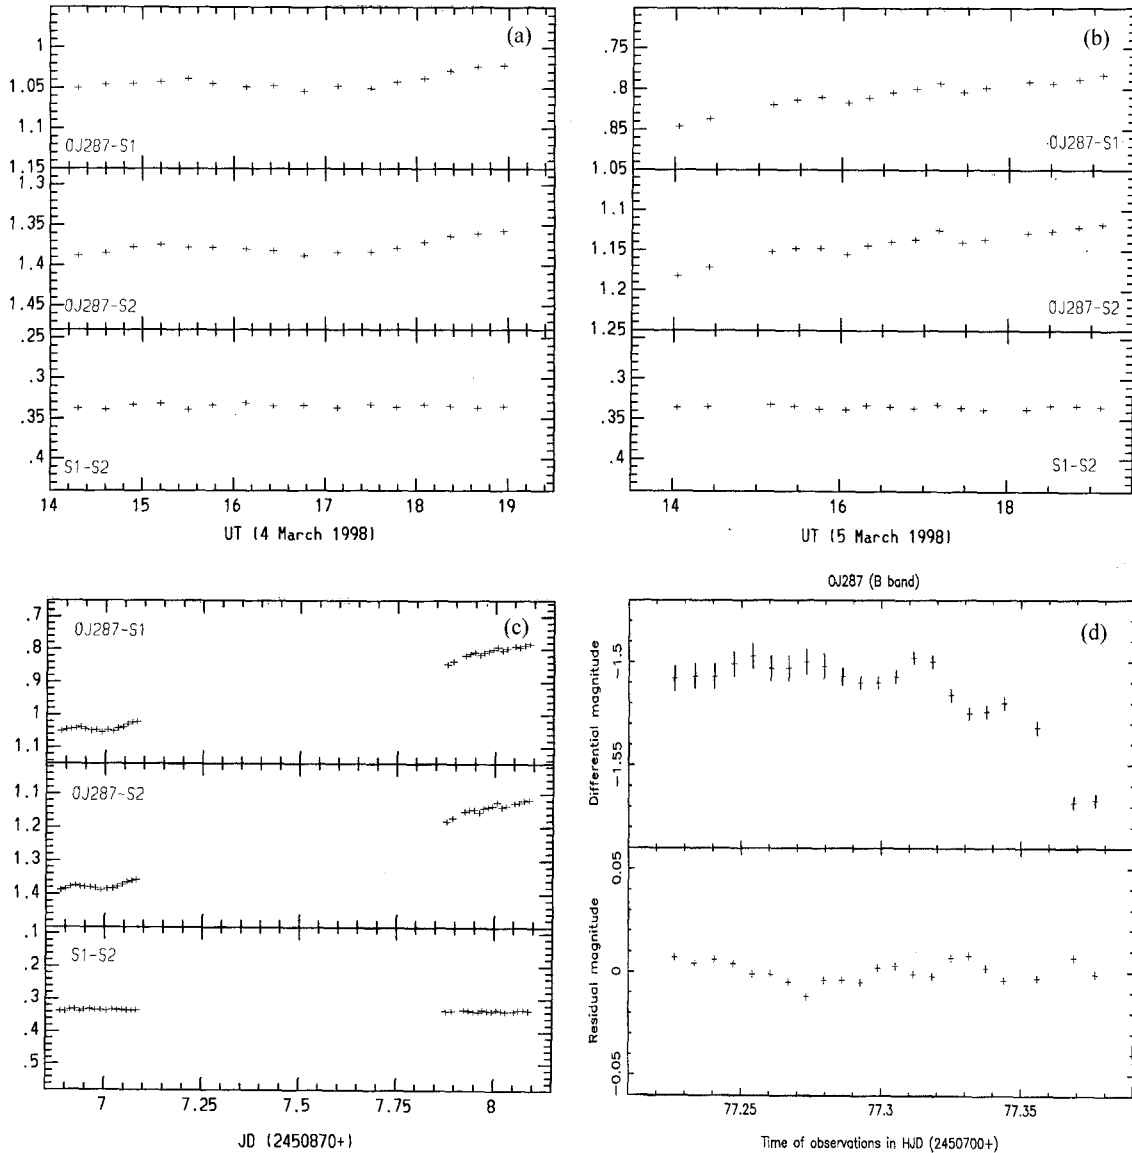 (a)
1
1.05
1.1
1.15
OJ287-S1
1.3
1.35
1.4
1.45
OJ287-S2
.25
.3
.35
.4
S1-S2
14 15 16 17 18 19
UT (4 March 1998)
(b)
.75
.8
.85
1.05
OJ287-S1
1.1
1.15
1.2
1.25
OJ287-S2
.3
.35
.4
S1-S2
14 16 18
UT (5 March 1998)
(c)
.7
.8
.9
1
1.1
OJ287-S1
1.1
1.2
1.3
1.4
OJ287-S2
.1
.2
.3
.4
.5
S1-S2
7 7.25 7.5 7.75 8
JD (2450870+)
OJ287 (B band)
(d)
Differential magnitude
-1.5
-1.55
Residual magnitude
0.05
0
-0.05
77.25 77.3 77.35
Time of observations in HJD (2450700+)